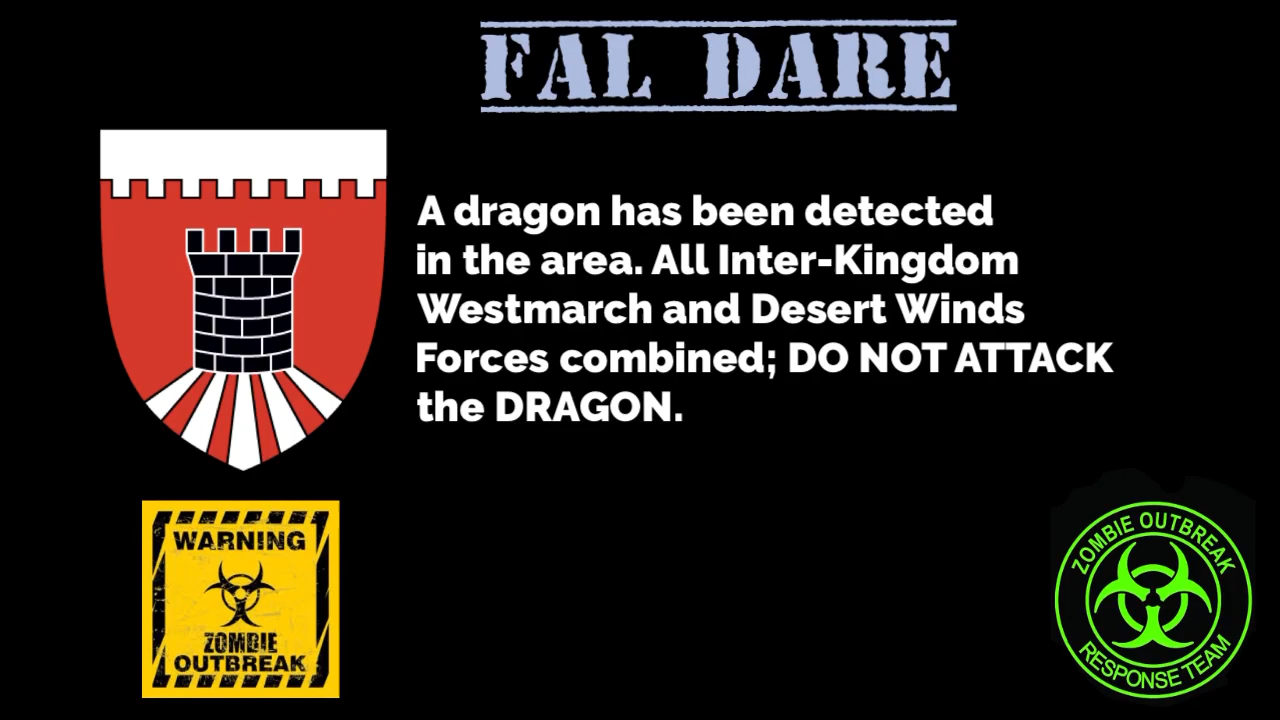 FAL DARE
A dragon has been detected
in the area. All Inter-Kingdom
Westmarch and Desert Winds
Forces combined; DO NOT ATTACK
the DRAGON.
WARNING
ZOMBIE
OUTBREAK
ZOMBIE OUTBREAK
RESPONSE TEAM